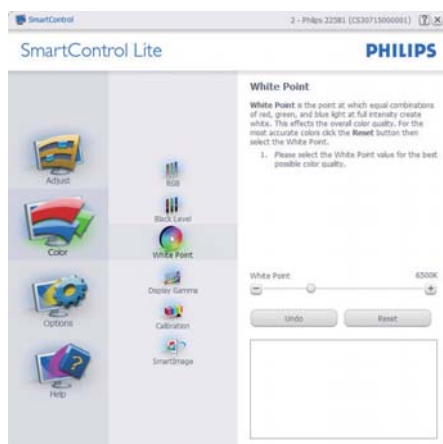 SmartControl
2 - Philips 225B1 (CS30715000001)
SmartControl Lite
PHILIPS
Adjust
Color
Options
Help
RGB
Black Level
White Point
Display Gamma
Calibration
SmartImage
White Point
White Point is the point at which equal combinations
of red, green, and blue light at full intensity create
white. This effects the overall color quality. For the
most accurate colors click the Reset button then
select the White Point.
1. Please select the White Point value for the best
possible color quality.
White Point 6500K
Undo Reset